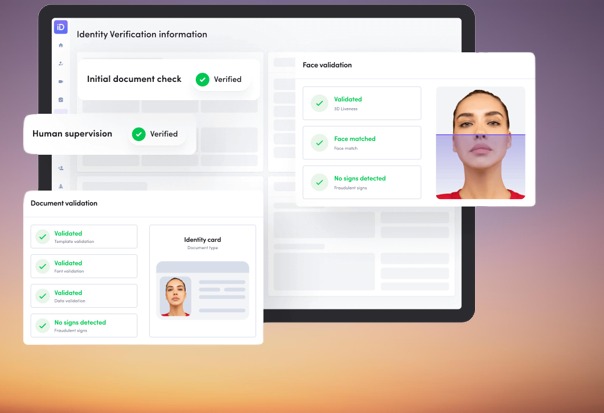 iD
Identity Verification information
Initial document check
Verified
Human supervision
Verified
Face validation
Validated
3D Liveness
Face matched
Face match
No signs detected
Fraudulent signs
Document validation
Validated
Template validation
Validated
Font validation
Validated
Data validation
No signs detected
Fraudulent signs
Identity card
Document type